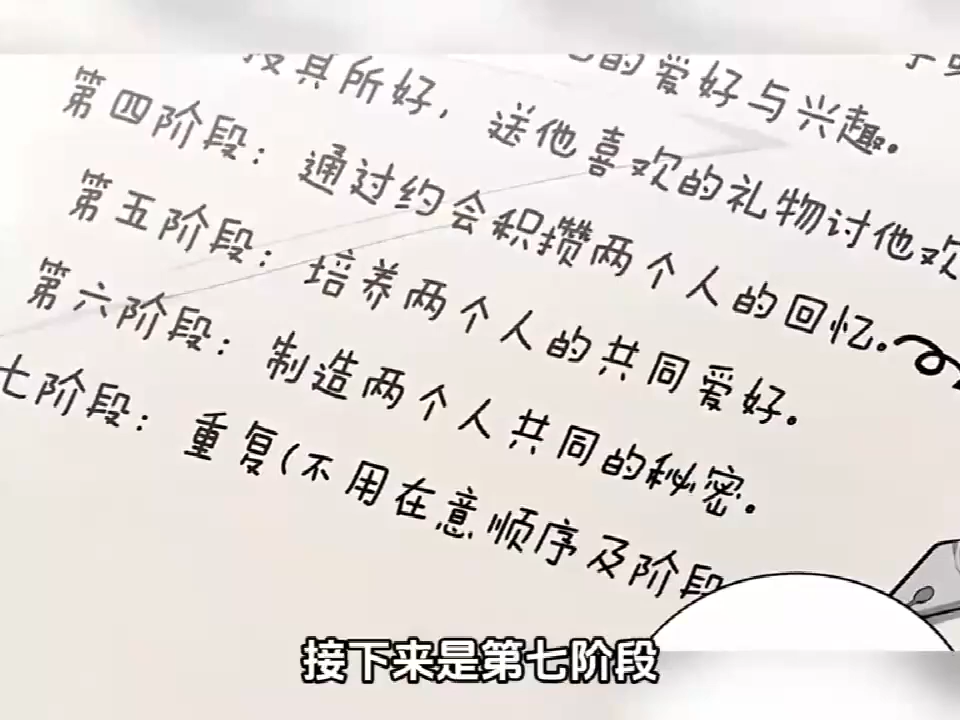 的爱好与兴趣。
投其所好，送他喜欢的礼物讨他欢
第四阶段：通过约会积攒两个人的回忆。
第五阶段：培养两个人的共同爱好。
第六阶段：制造两个人共同的秘密。
七阶段：重复(不用在意顺序及阶段
接下来是第七阶段